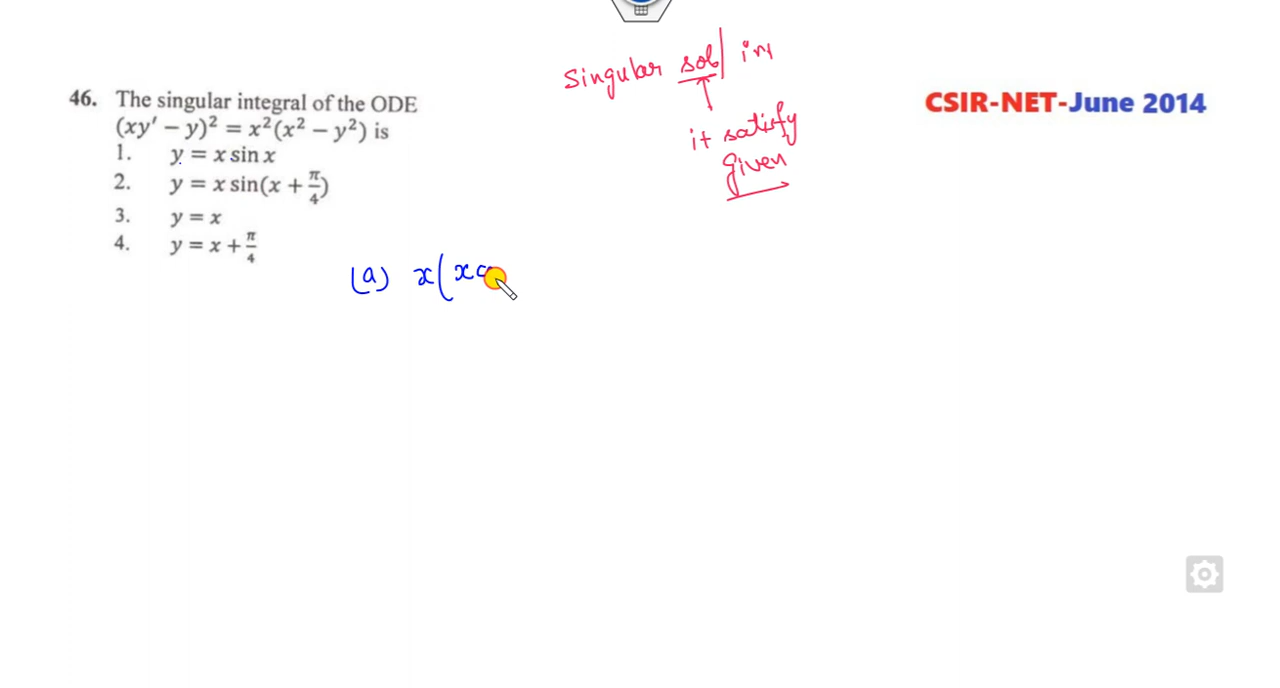 46. The singular integral of the ODE
(xy′ − y)² = x²(x² − y²) is
1. y = x sin x
2. y = x sin(x + π/4)
3. y = x
4. y = x + π/4
Singular sol/in
it satisfy
given
CSIR-NET-June 2014
(a) x(x